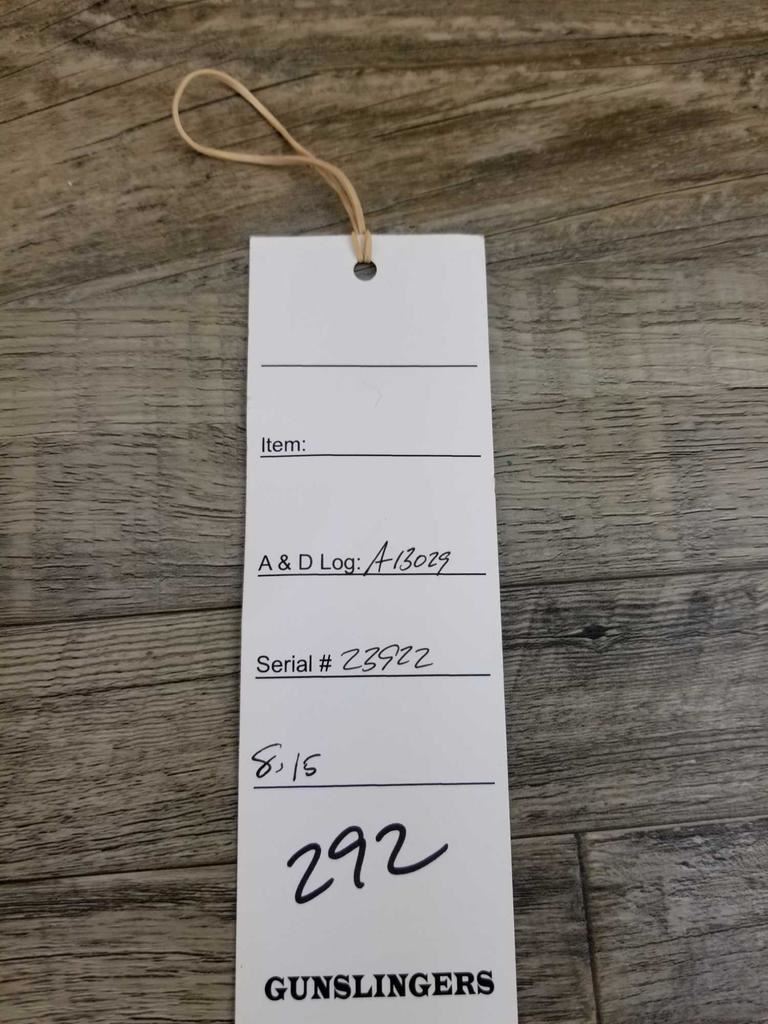 Item:
A & D Log: A13029
Serial # 23922
8,15
292
GUNSLINGERS